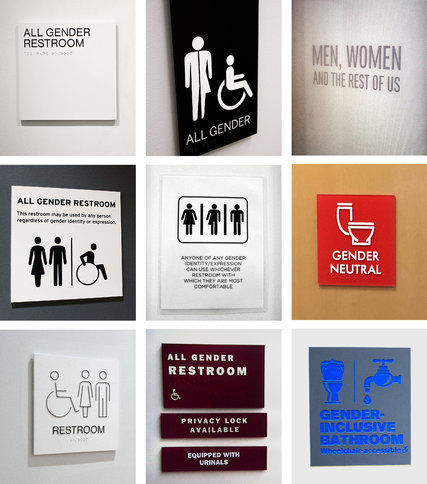 ALL GENDER
RESTROOM
ALL GENDER
MEN, WOMEN
AND THE REST OF US
ALL GENDER RESTROOM
This restroom may be used by any person
regardless of gender identity or expression.
ANYONE OF ANY GENDER
IDENTITY/EXPRESSION
CAN USE WHICHEVER
RESTROOM WITH
WHICH THEY ARE MOST
COMFORTABLE
GENDER
NEUTRAL
RESTROOM
ALL GENDER
RESTROOM
PRIVACY LOCK
AVAILABLE
EQUIPPED WITH
URINALS
GENDER-
INCLUSIVE
BATHROOM
Wheelchair-accessible